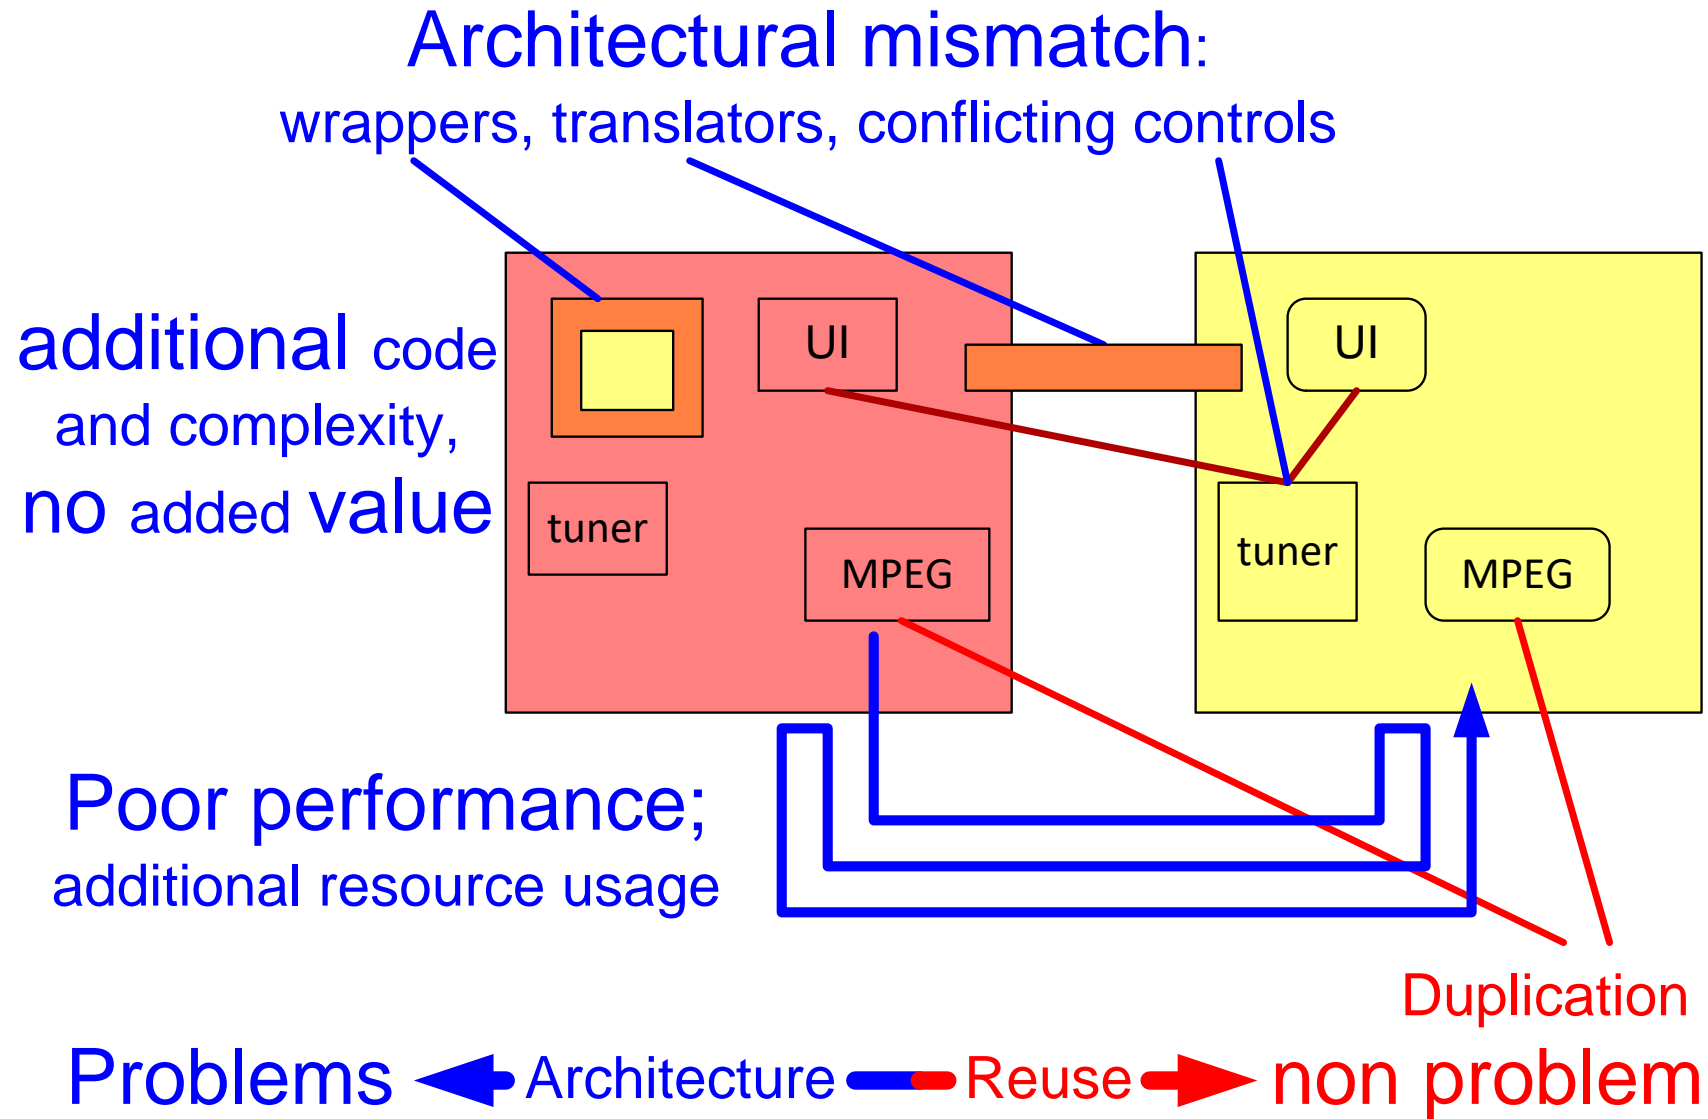 Architectural mismatch:
wrappers, translators, conflicting controls
additional code
and complexity,
no added value
UI
tuner
MPEG
UI
tuner
MPEG
Poor performance;
additional resource usage
Duplication
Problems Architecture Reuse non problem